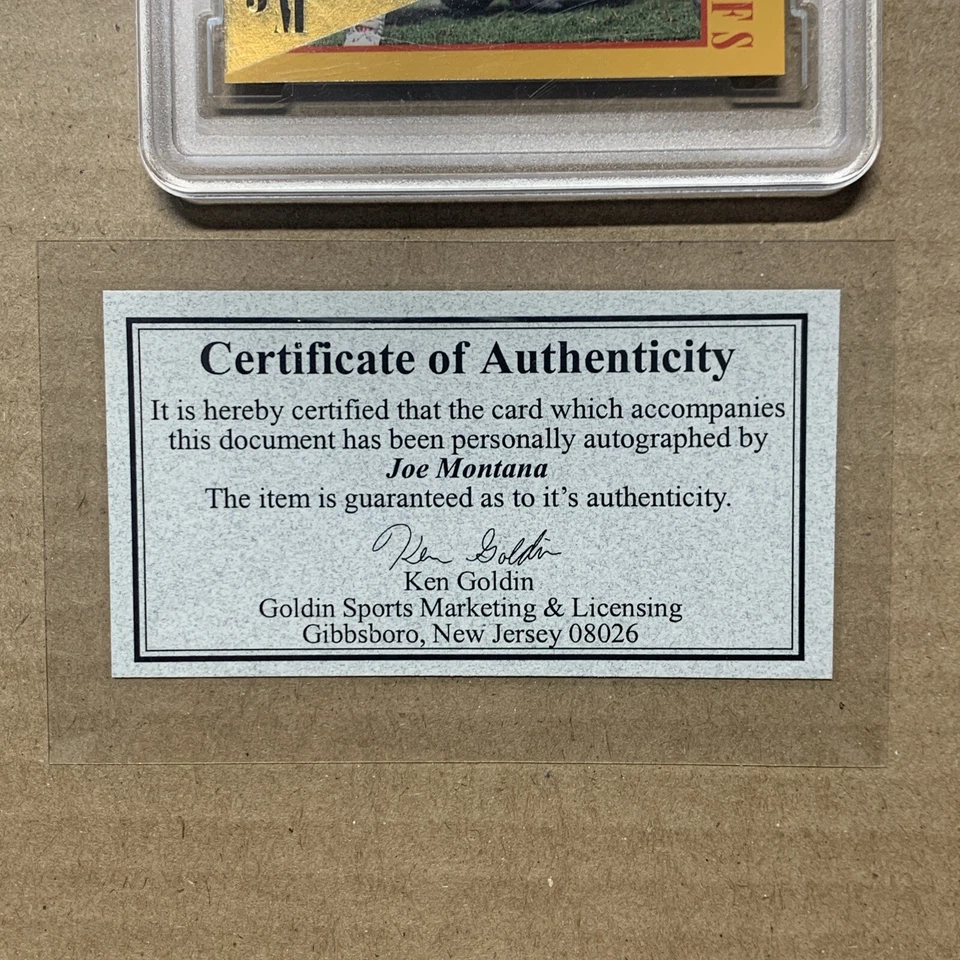 M
FS
Certificate of Authenticity
It is hereby certified that the card which accompanies
this document has been personally autographed by
Joe Montana
The item is guaranteed as to it's authenticity.
Ken Goldin
Ken Goldin
Goldin Sports Marketing & Licensing
Gibbsboro, New Jersey 08026